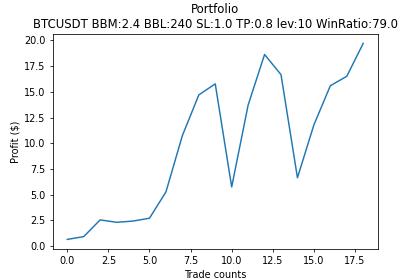 Portfolio
BTCUSDT BBM:2.4 BBL:240 SL:1.0 TP:0.8 lev:10 WinRatio:79.0
20.0
17.5
15.0
12.5
10.0
7.5
5.0
2.5
0.0
Profit ($)
0.0 2.5 5.0 7.5 10.0 12.5 15.0 17.5
Trade counts